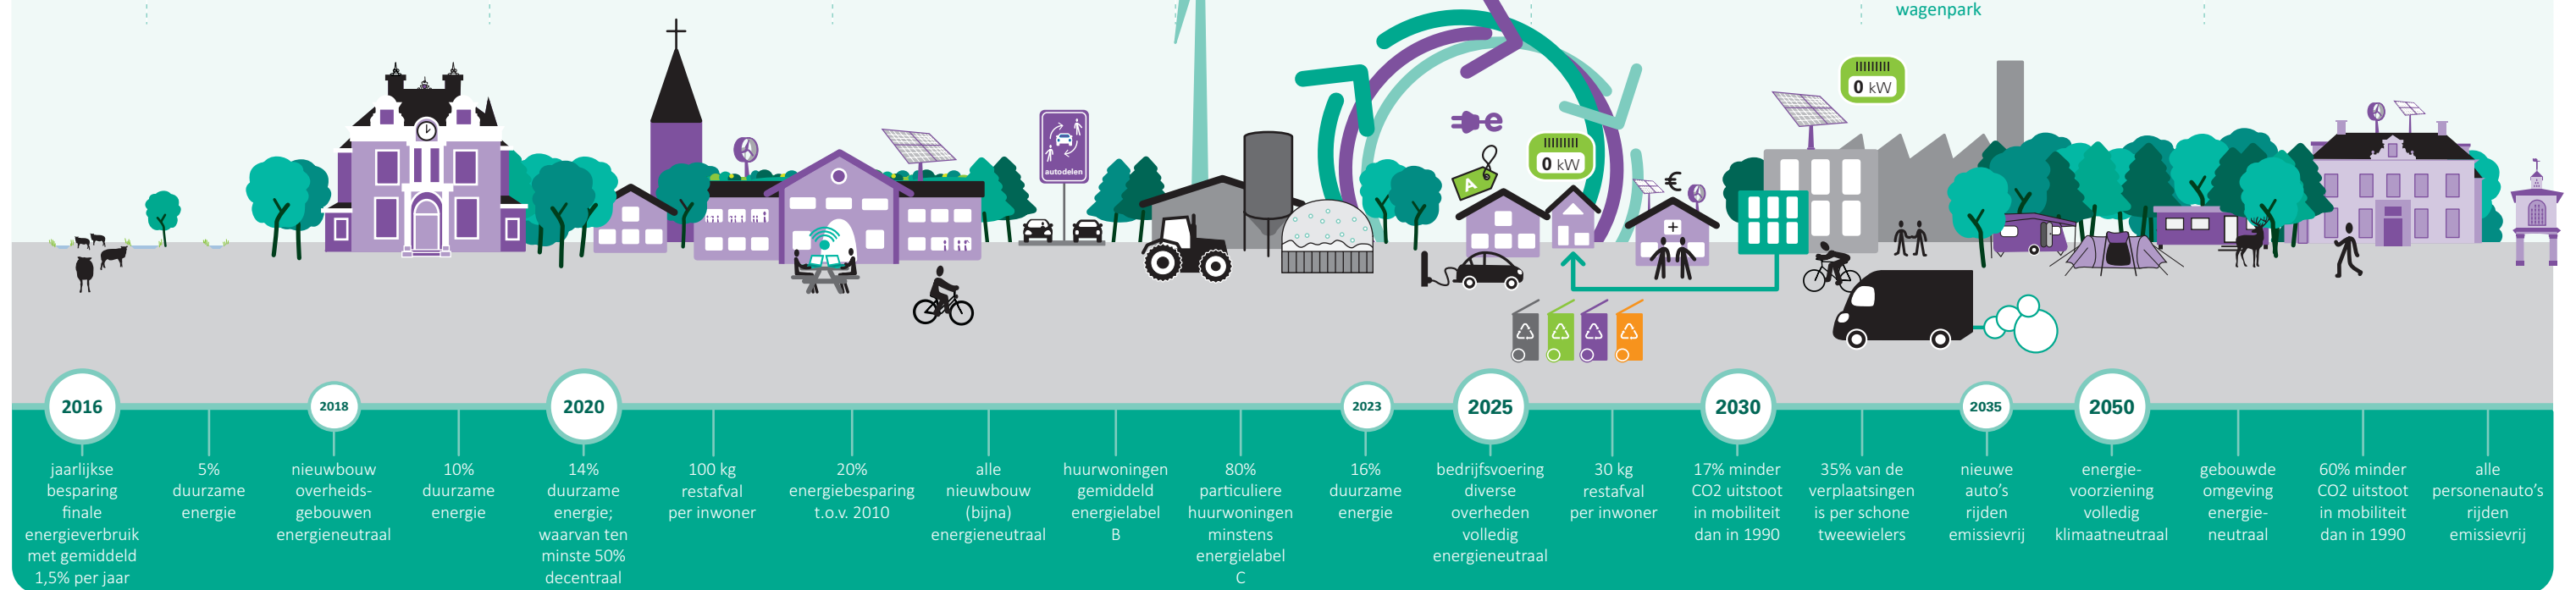 wagenpark
autodelen
e
A
0 kW
€
0 kW
2016
jaarlijkse
besparing
finale
energieverbruik
met gemiddeld
1,5% per jaar
5%
duurzame
energie
2018
nieuwbouw
overheids-
gebouwen
energieneutraal
10%
duurzame
energie
2020
14%
duurzame
energie;
waarvan ten
minste 50%
decentraal
100 kg
restafval
per inwoner
20%
energiebesparing
t.o.v. 2010
alle
nieuwbouw
(bijna)
energieneutraal
huurwoningen
gemiddeld
energielabel
B
80%
particuliere
huurwoningen
minstens
energielabel
C
2023
16%
duurzame
energie
2025
bedrijfsvoering
diverse
overheden
volledig
energieneutraal
30 kg
restafval
per inwoner
2030
17% minder
CO2 uitstoot
in mobiliteit
dan in 1990
35% van de
verplaatsingen
is per schone
tweewielers
2035
nieuwe
auto's
rijden
emissievrij
2050
energie-
voorziening
volledig
klimaatneutraal
gebouwde
omgeving
energie-
neutraal
60% minder
CO2 uitstoot
in mobiliteit
dan in 1990
alle
personenauto's
rijden
emissievrij